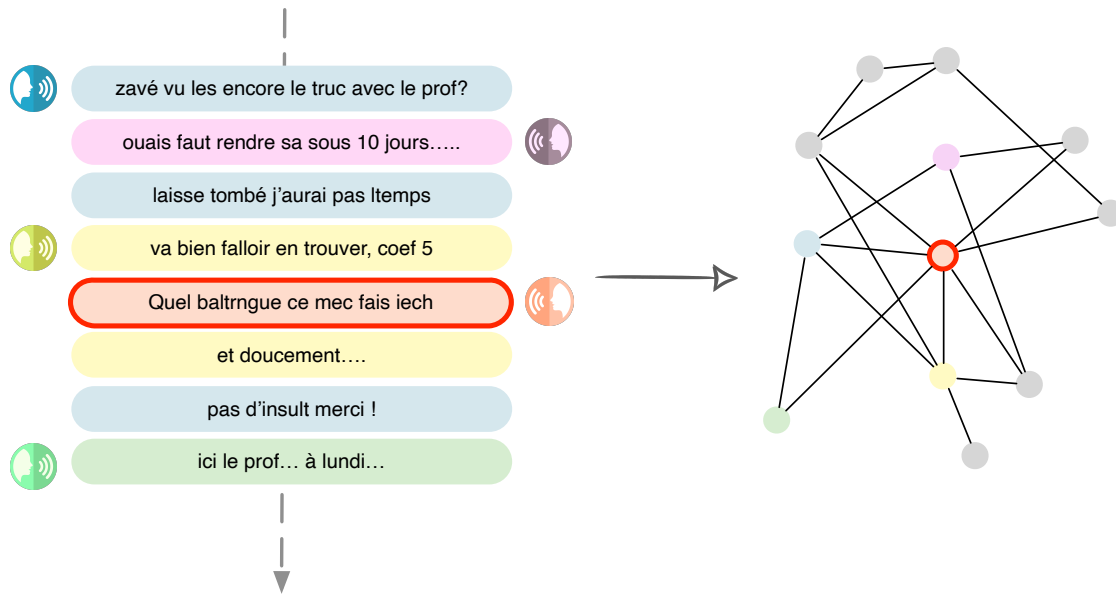 zavé vu les encore le truc avec le prof?
ouais faut rendre sa sous 10 jours.….
laisse tombé j'aurai pas ltemps
va bien falloir en trouver, coef 5
Quel baltrngue ce mec fais iech
et doucement….
pas d'insult merci !
ici le prof… à lundi…